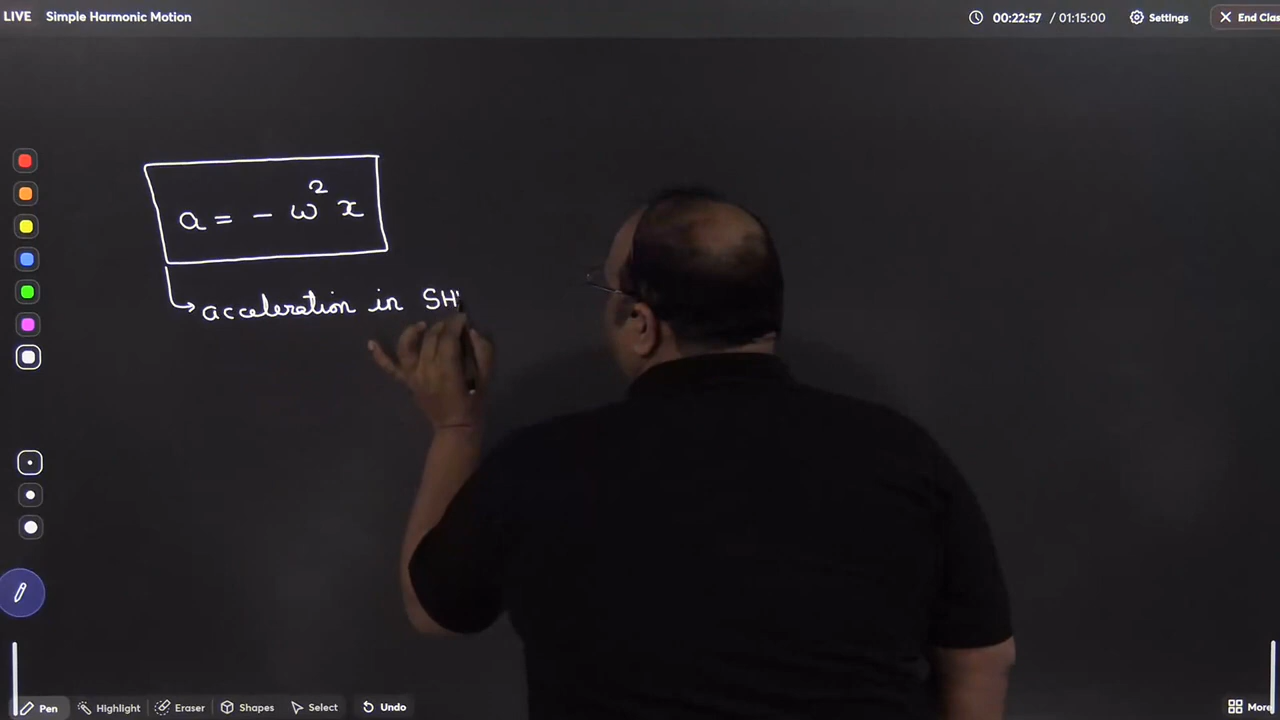 LIVE Simple Harmonic Motion 00:22:57 / 01:15:00 Settings End Clas
a = - ω² x
acceleration in SH
Pen Highlight Eraser Shapes Select Undo More